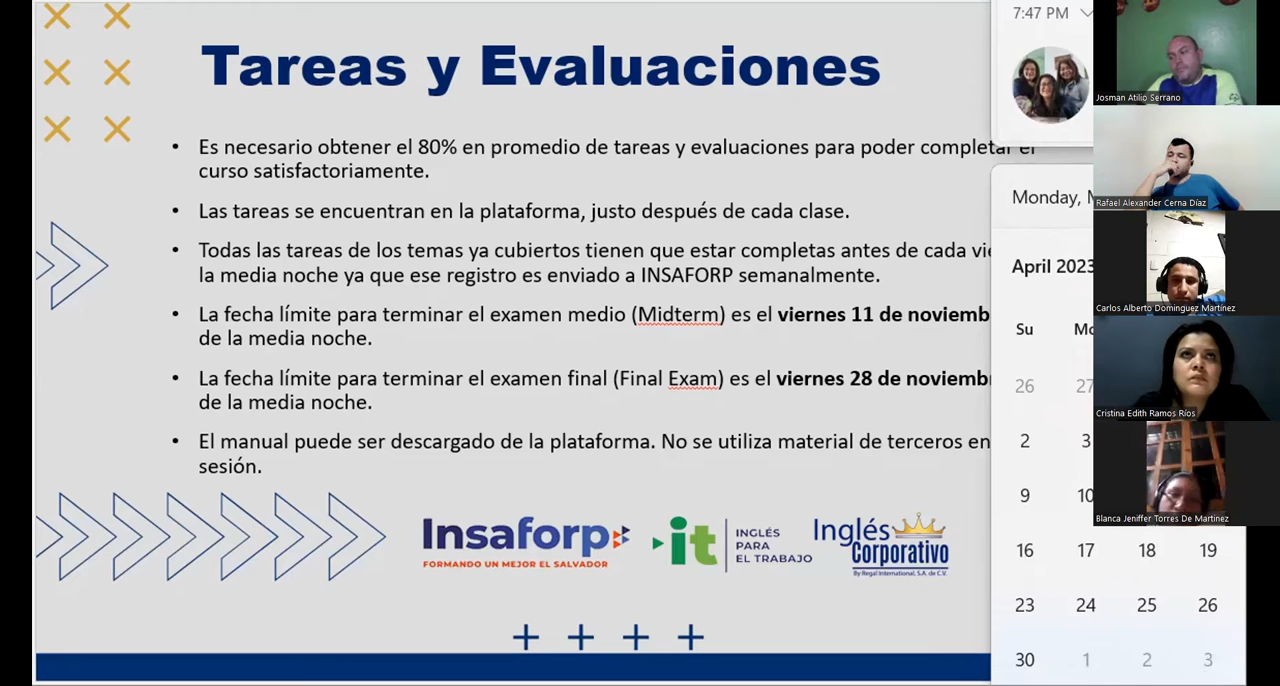 Tareas y Evaluaciones
• Es necesario obtener el 80% en promedio de tareas y evaluaciones para poder completar el
curso satisfactoriamente.
• Las tareas se encuentran en la plataforma, justo después de cada clase.
• Todas las tareas de los temas ya cubiertos tienen que estar completas antes de cada vie
la media noche ya que ese registro es enviado a INSAFORP semanalmente.
• La fecha límite para terminar el examen medio (Midterm) es el viernes 11 de noviemb
de la media noche.
• La fecha límite para terminar el examen final (Final Exam) es el viernes 28 de noviemb
de la media noche.
• El manual puede ser descargado de la plataforma. No se utiliza material de terceros en
sesión.
Insaforp
FORMANDO UN MEJOR EL SALVADOR
it
INGLÉS
PARA
EL TRABAJO
Inglés
Corporativo
By Regal International, S.A. de C.V.
7:47 PM
Monday, M
April 2023
Su Mo
26 27
2 3
9 10
16 17 18 19
23 24 25 26
30 1 2 3
Josman Atilio Serrano
Rafael Alexander Cerna Díaz
Carlos Alberto Dominguez Martínez
Cristina Edith Ramos Ríos
Blanca Jeniffer Torres De Martinez